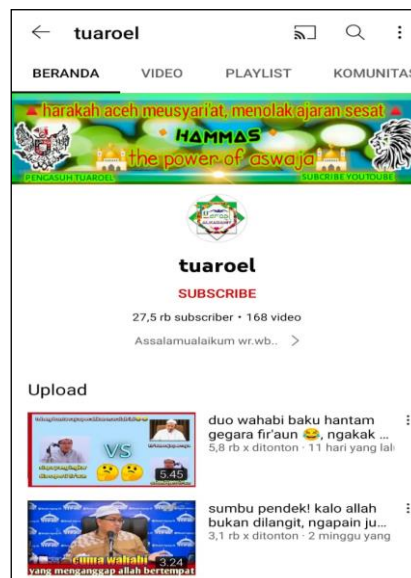 tuaroel
BERANDA VIDEO PLAYLIST KOMUNITAS
harakah aceh meusyari'at, menolak ajaran sesat
HAMMAS
the power of aswaja
PENGASUH TUAROEL SUBCRIBE YOUTUBE
tuaroel
SUBSCRIBE
27,5 rb subscriber • 168 video
Assalamualaikum wr.wb..
Upload
VS
5.45
duo wahabi baku hantam
gegara fir'aun 😂, ngakak ...
5,8 rb x ditonton · 11 hari yang lalu
cuma wahabi
yang menganggap allah bertempat
3.24
sumbu pendek! kalo allah
bukan dilangit, ngapain ju...
3,1 rb x ditonton · 2 minggu yang